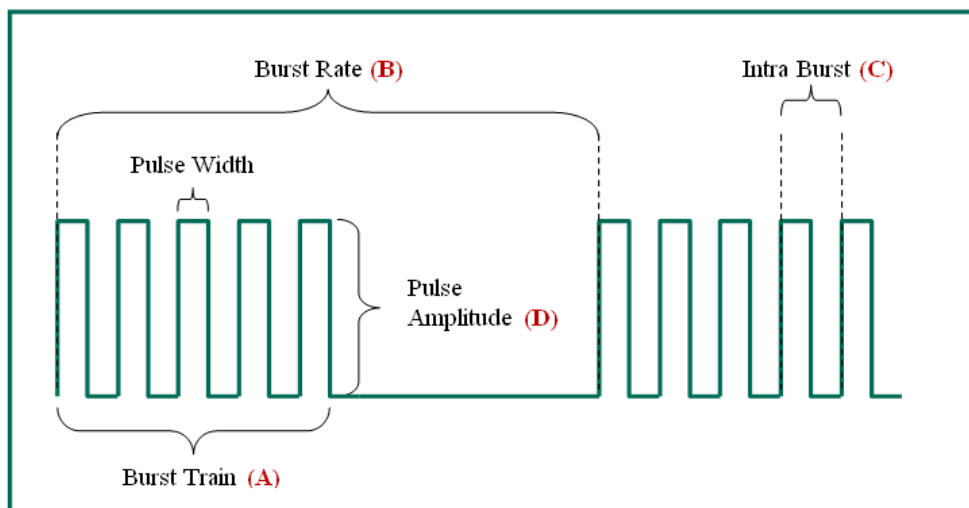 Burst Rate (B)
Intra Burst (C)
Pulse Width
Pulse
Amplitude (D)
Burst Train (A)